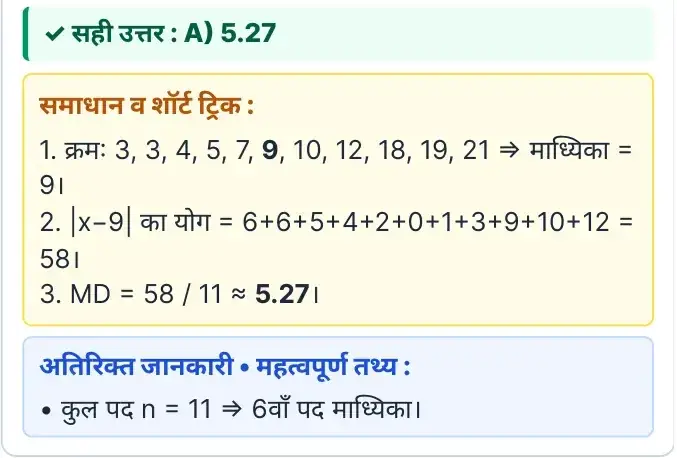 ✓ सही उत्तर : A) 5.27
समाधान व शॉर्ट ट्रिक :
1. क्रमः 3, 3, 4, 5, 7, 9, 10, 12, 18, 19, 21 ⇒ माध्यिका =
9।
2. |x−9| का योग = 6+6+5+4+2+0+1+3+9+10+12 =
58।
3. MD = 58 / 11 ≈ 5.27।
अतिरिक्त जानकारी • महत्वपूर्ण तथ्य :
• कुल पद n = 11 ⇒ 6वाँ पद माध्यिका।